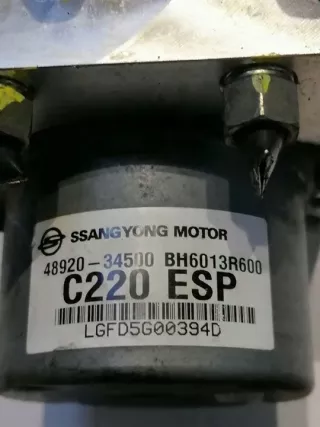 SSANGYONG MOTOR
48920-34500 BH6013R600
C220 ESP
LGFD5G00394D